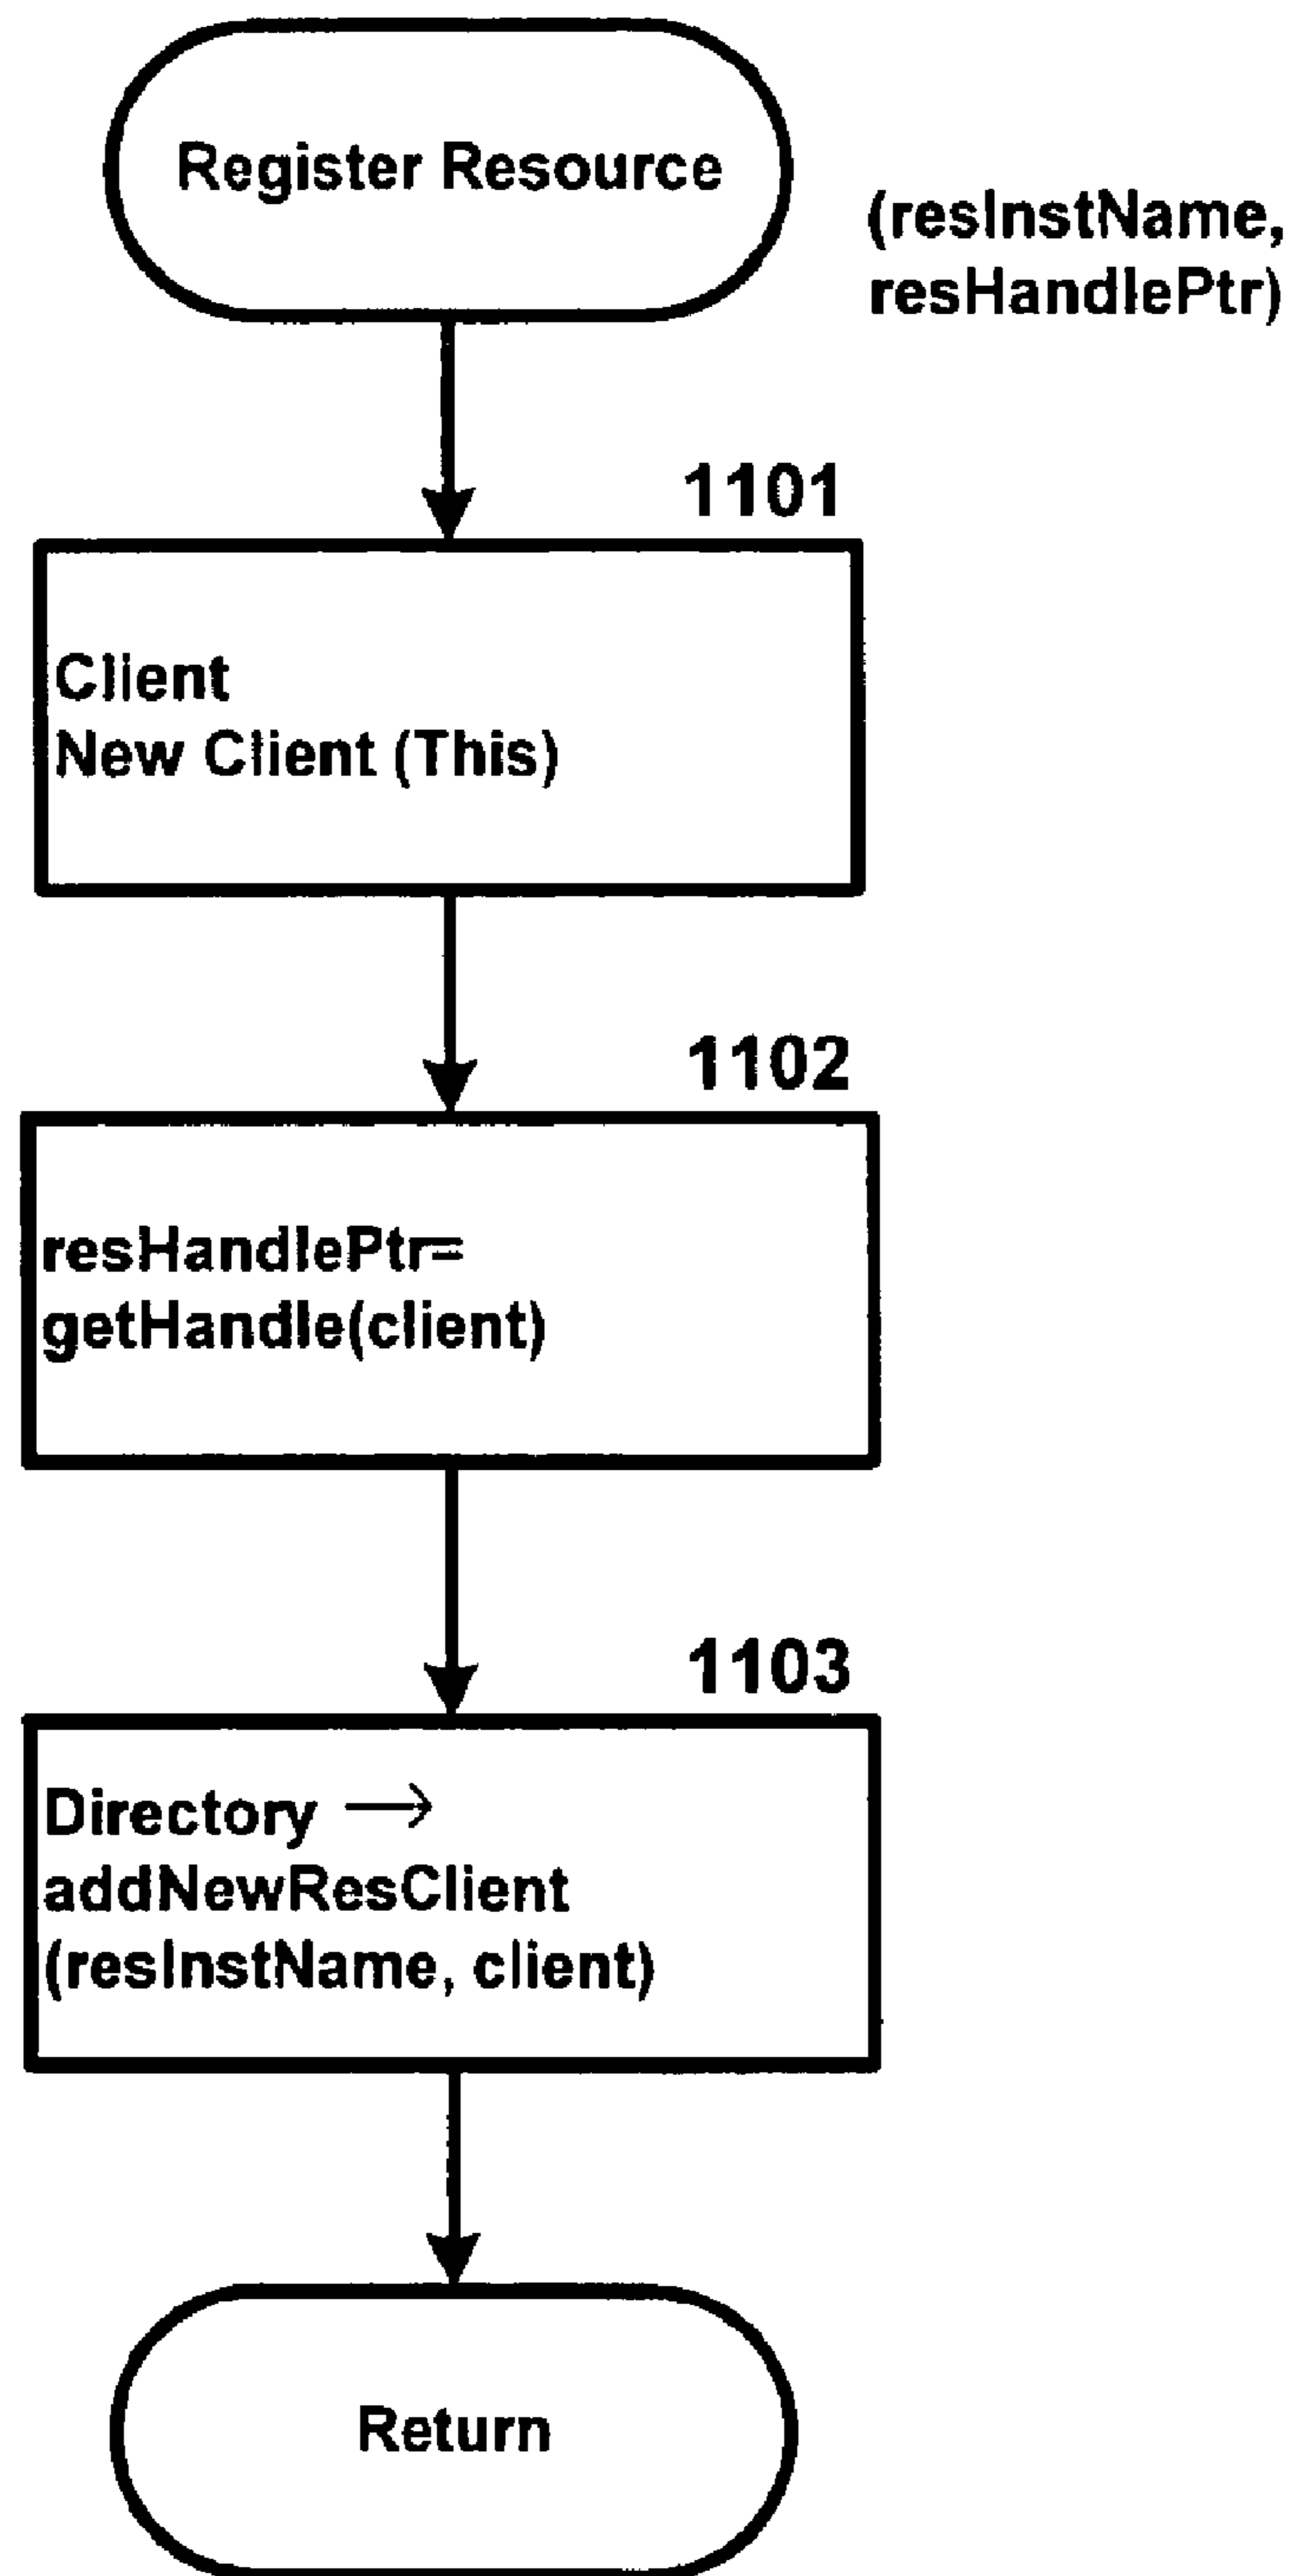 Register Resource
(resInstName,
resHandlePtr)
1101
Client
New Client (This)
1102
resHandlePtr=
getHandle(client)
1103
Directory →
addNewResClient
(resInstName, client)
Return